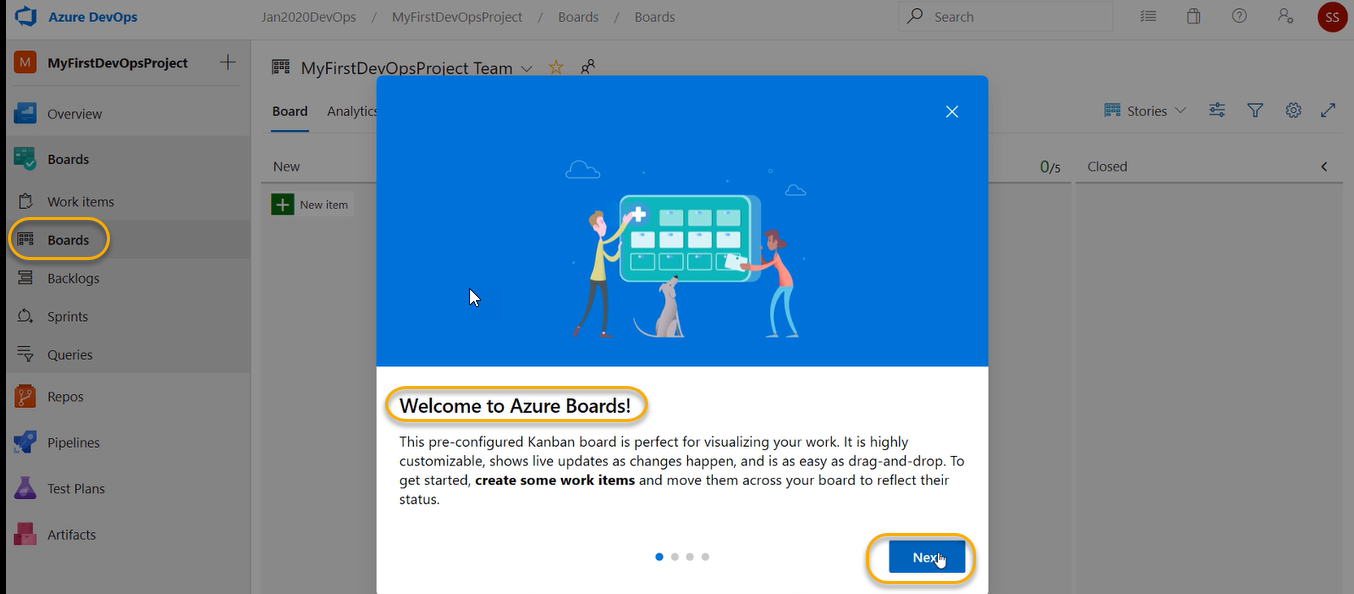 Azure DevOps
Jan2020DevOps / MyFirstDevOpsProject / Boards / Boards
Search
SS
M MyFirstDevOpsProject
MyFirstDevOpsProject Team
Overview
Board Analytics
Stories
Boards
New
0/5
Closed
Work items
New item
Boards
Backlogs
Sprints
Queries
Repos
Pipelines
Test Plans
Artifacts
Welcome to Azure Boards!
This pre-configured Kanban board is perfect for visualizing your work. It is highly
customizable, shows live updates as changes happen, and is as easy as drag-and-drop. To
get started, create some work items and move them across your board to reflect their
status.
Next